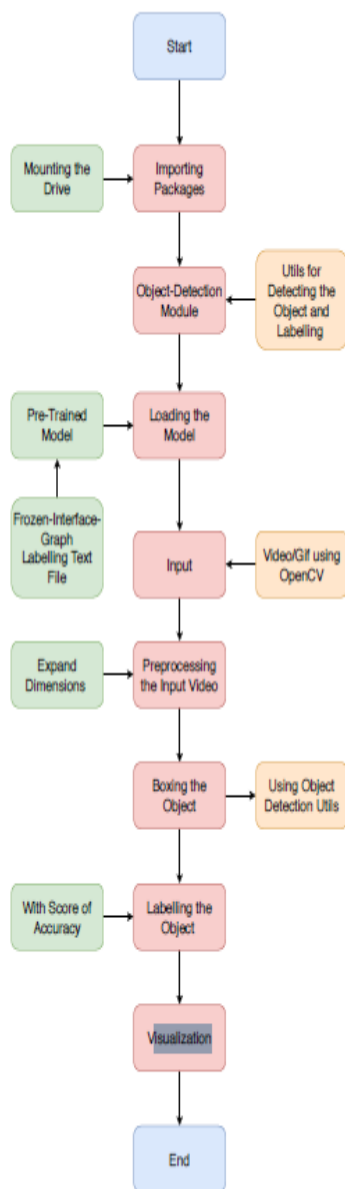 Start
Mounting the
Drive
Importing
Packages
Object-Detection
Module
Utils for
Detecting the
Object and
Labelling
Pre-Trained
Model
Loading the
Model
Frozen-Interface-
Graph
Labelling Text
File
Input
Video/Gif using
OpenCV
Expand
Dimensions
Preprocessing
the Input Video
Boxing the
Object
Using Object
Detection Utils
With Score of
Accuracy
Labelling the
Object
Visualization
End